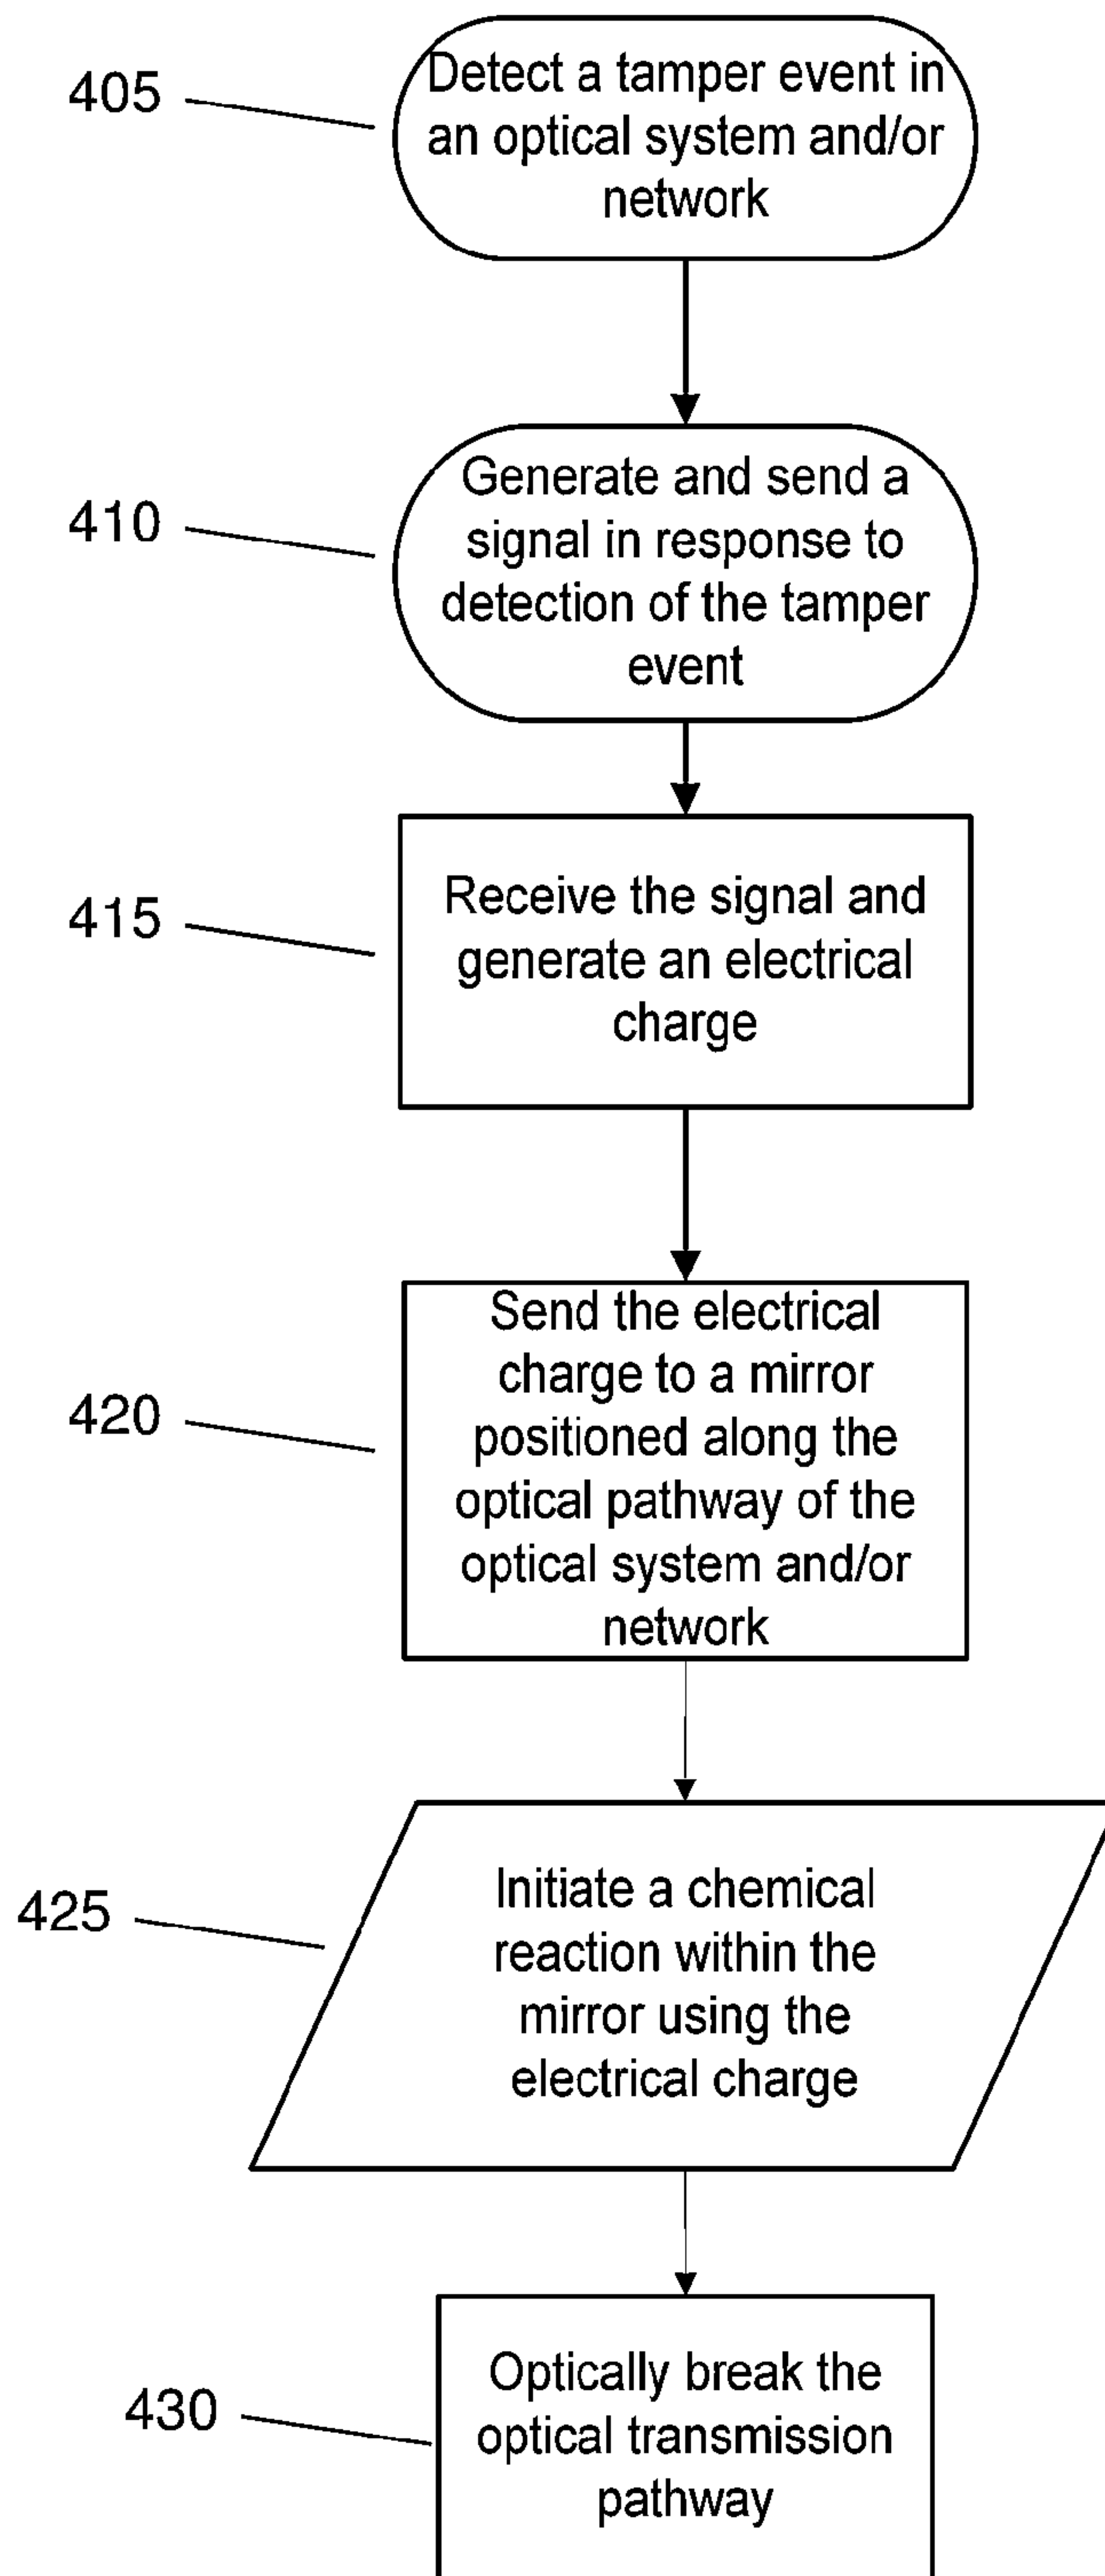 405
Detect a tamper event in
an optical system and/or
network
410
Generate and send a
signal in response to
detection of the tamper
event
415
Receive the signal and
generate an electrical
charge
420
Send the electrical
charge to a mirror
positioned along the
optical pathway of the
optical system and/or
network
425
Initiate a chemical
reaction within the
mirror using the
electrical charge
430
Optically break the
optical transmission
pathway